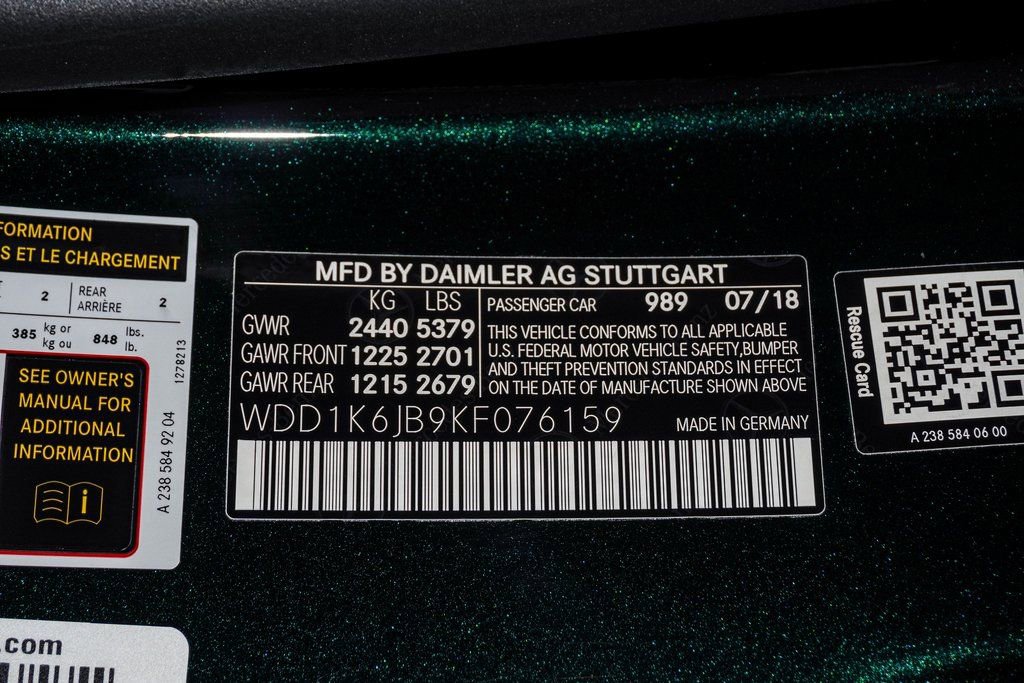 FORMATION
S ET LE CHARGEMENT
2 REAR ARRIÈRE 2
385 kg or kg ou 848 lbs. lb.
SEE OWNER'S
MANUAL FOR
ADDITIONAL
INFORMATION
i
1278213
A 238 584 92 04
.com
MFD BY DAIMLER AG STUTTGART
KG LBS
GVWR 2440 5379
GAWR FRONT 1225 2701
GAWR REAR 1215 2679
PASSENGER CAR 989 07/18
THIS VEHICLE CONFORMS TO ALL APPLICABLE
U.S. FEDERAL MOTOR VEHICLE SAFETY,BUMPER
AND THEFT PREVENTION STANDARDS IN EFFECT
ON THE DATE OF MANUFACTURE SHOWN ABOVE
WDD1K6JB9KF076159
MADE IN GERMANY
Rescue Card
A 238 584 06 00